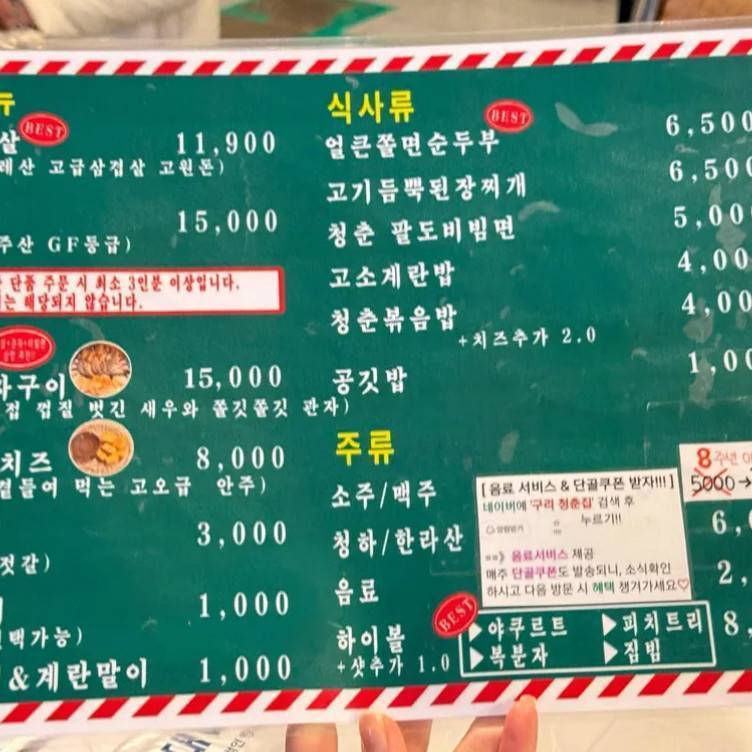 살 BEST 11,900
레산 고급삼겹살 고원돈)
15,000
주산 GF등급)
단품 주문 시 최소 3인분 이상입니다.
는 해당되지 않습니다.
구이 15,000
접 껍질 벗긴 새우와 쫄깃쫄깃 관자)
치즈 8,000
곁들여 먹는 고오급 안주)
3,000
젓갈)
1,000
택가능)
&계란말이 1,000
식사류
BEST
얼큰쫄면순두부 6,500
고기듬뿍된장찌개 6,500
청춘 팔도비빔면 5,00
고소계란밥 4,00
청춘볶음밥 4,00
+치즈추가 2.0
공깃밥 1,00
주류
소주/맥주 5000→
8주년
청하/한라산 6,
음료 2,
하이볼 8.
+샷추가 1.0
BEST
▶야쿠르트 ▶피치트리
▶복분자 ▶짐빔
[ 음료 서비스 & 단골쿠폰 받자!!! ]
네이버에 '구리 청춘집' 검색 후
누르기!!
==》 음료서비스 제공
매주 단골쿠폰도 발송되니, 소식확인
하시고 다음 방문 시 혜택 챙겨가세요♡